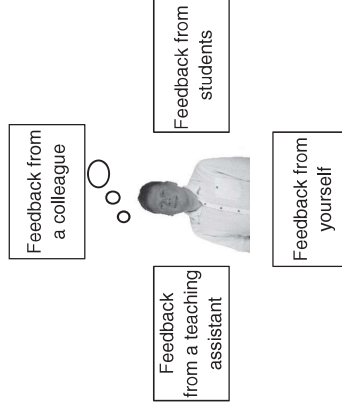 Feedback from
a colleague
Feedback
from a teaching
assistant
Feedback from
students
Feedback from
yourself